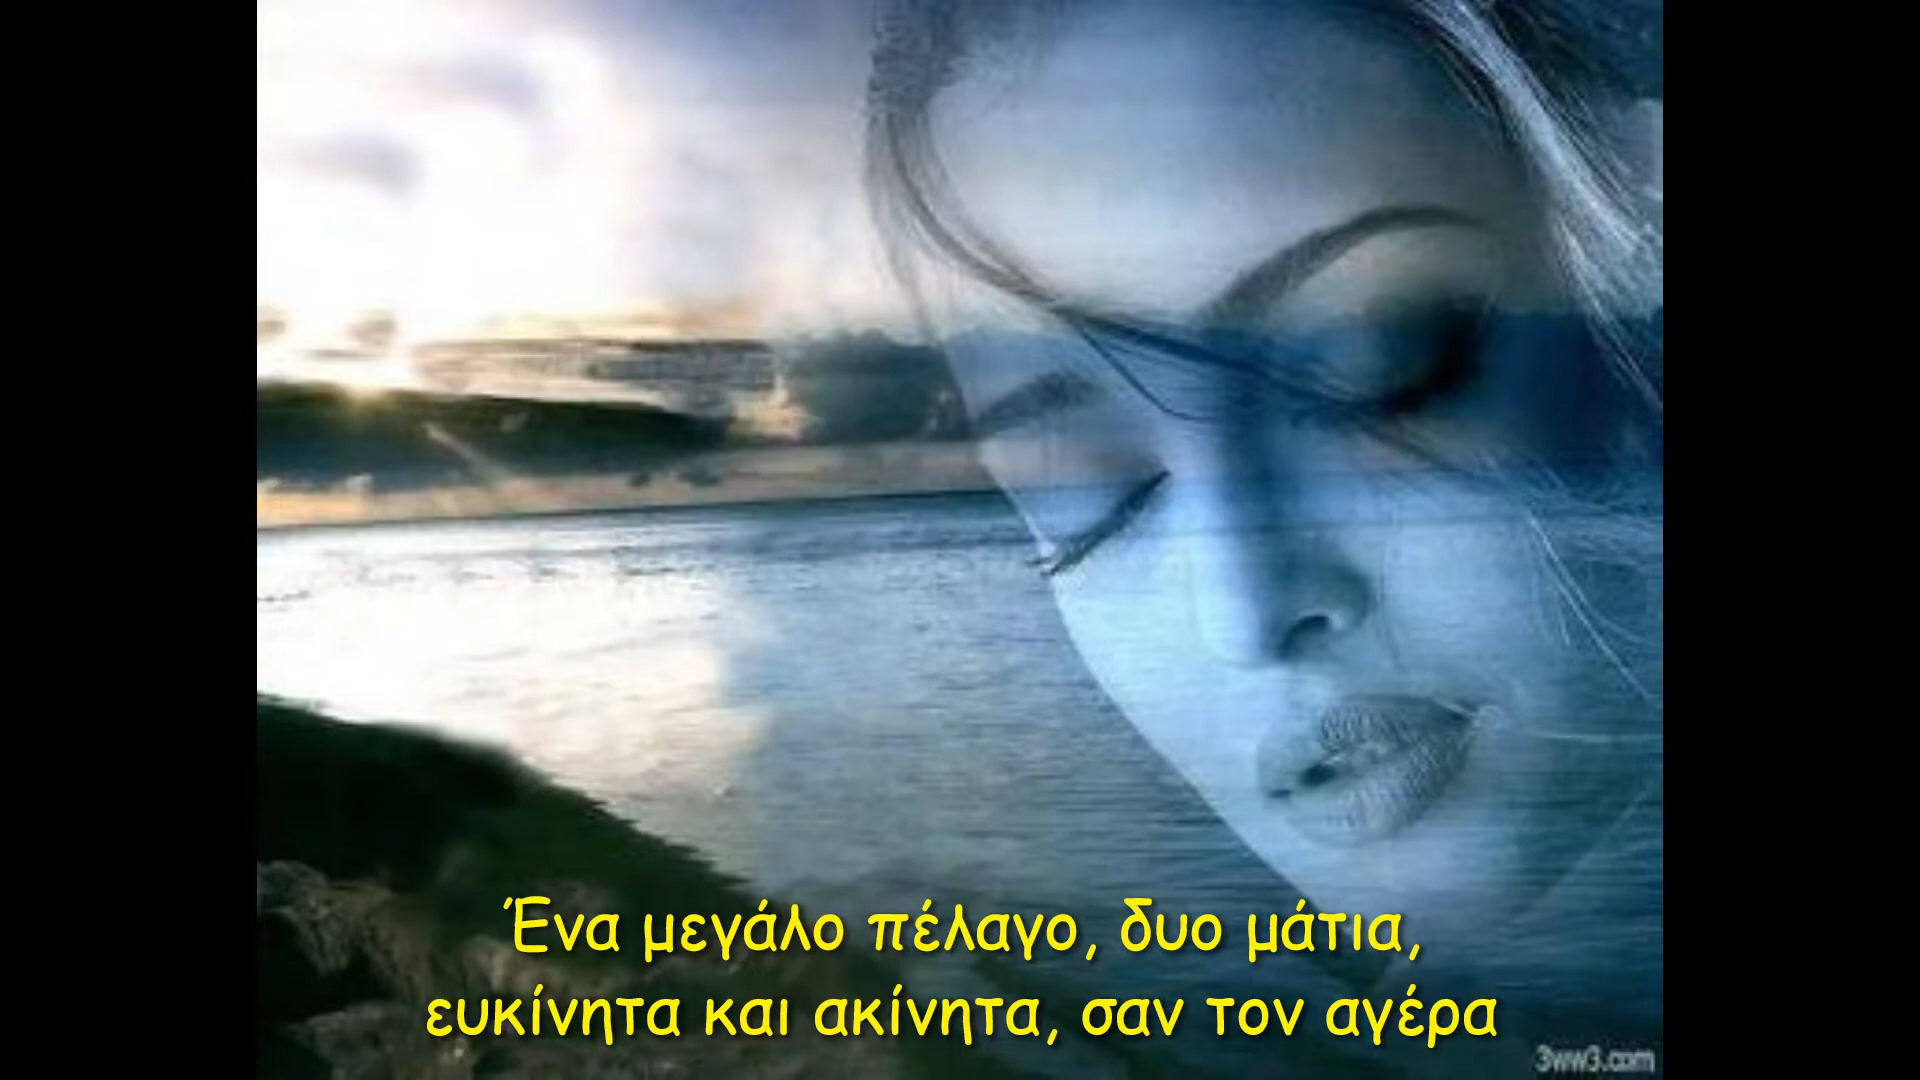 Ένα μεγάλο πέλαγο, δυο μάτια,
ευκίνητα και ακίνητα, σαν τον αγέρα
3ww3.com